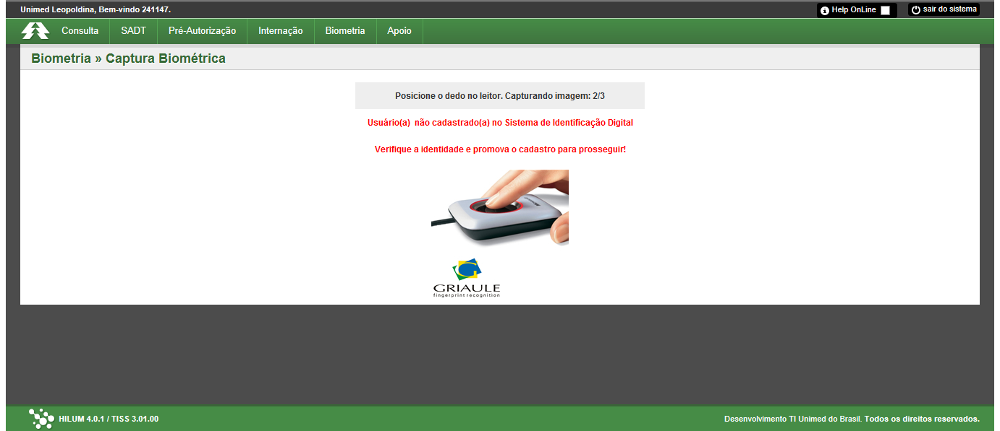 Unimed Leopoldina, Bem-vindo 241147.
Help OnLine
sair do sistema
Consulta SADT Pré-Autorização Internação Biometria Apoio
Biometria » Captura Biométrica
Posicione o dedo no leitor. Capturando imagem: 2/3
Usuário(a) não cadastrado(a) no Sistema de Identificação Digital
Verifique a identidade e promova o cadastro para prosseguir!
GRIAULE
fingerprint recognition
HILUM 4.0.1 / TISS 3.01.00
Desenvolvimento TI Unimed do Brasil. Todos os direitos reservados.